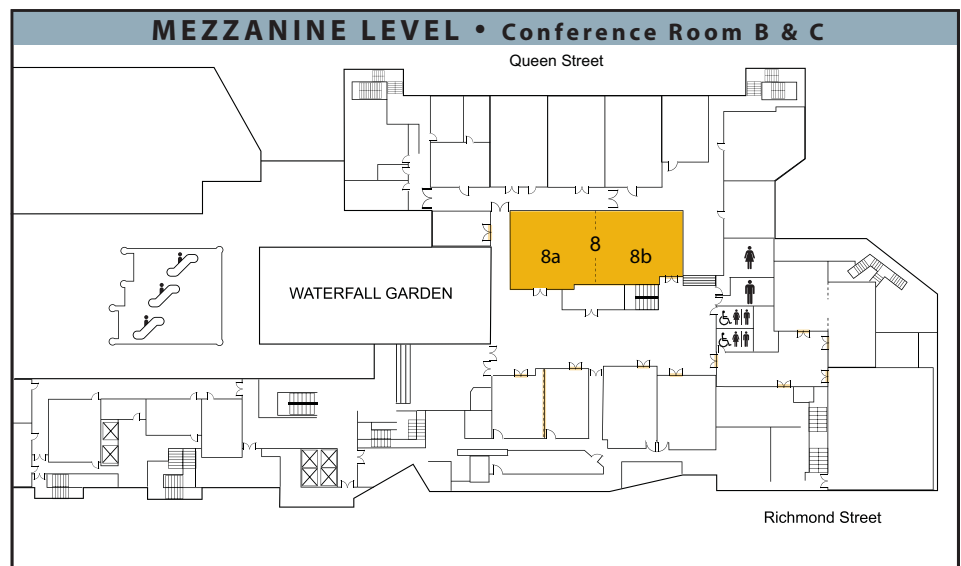 MEZZANINE LEVEL • Conference Room B & C
Queen Street
8
8a
8b
WATERFALL GARDEN
Richmond Street